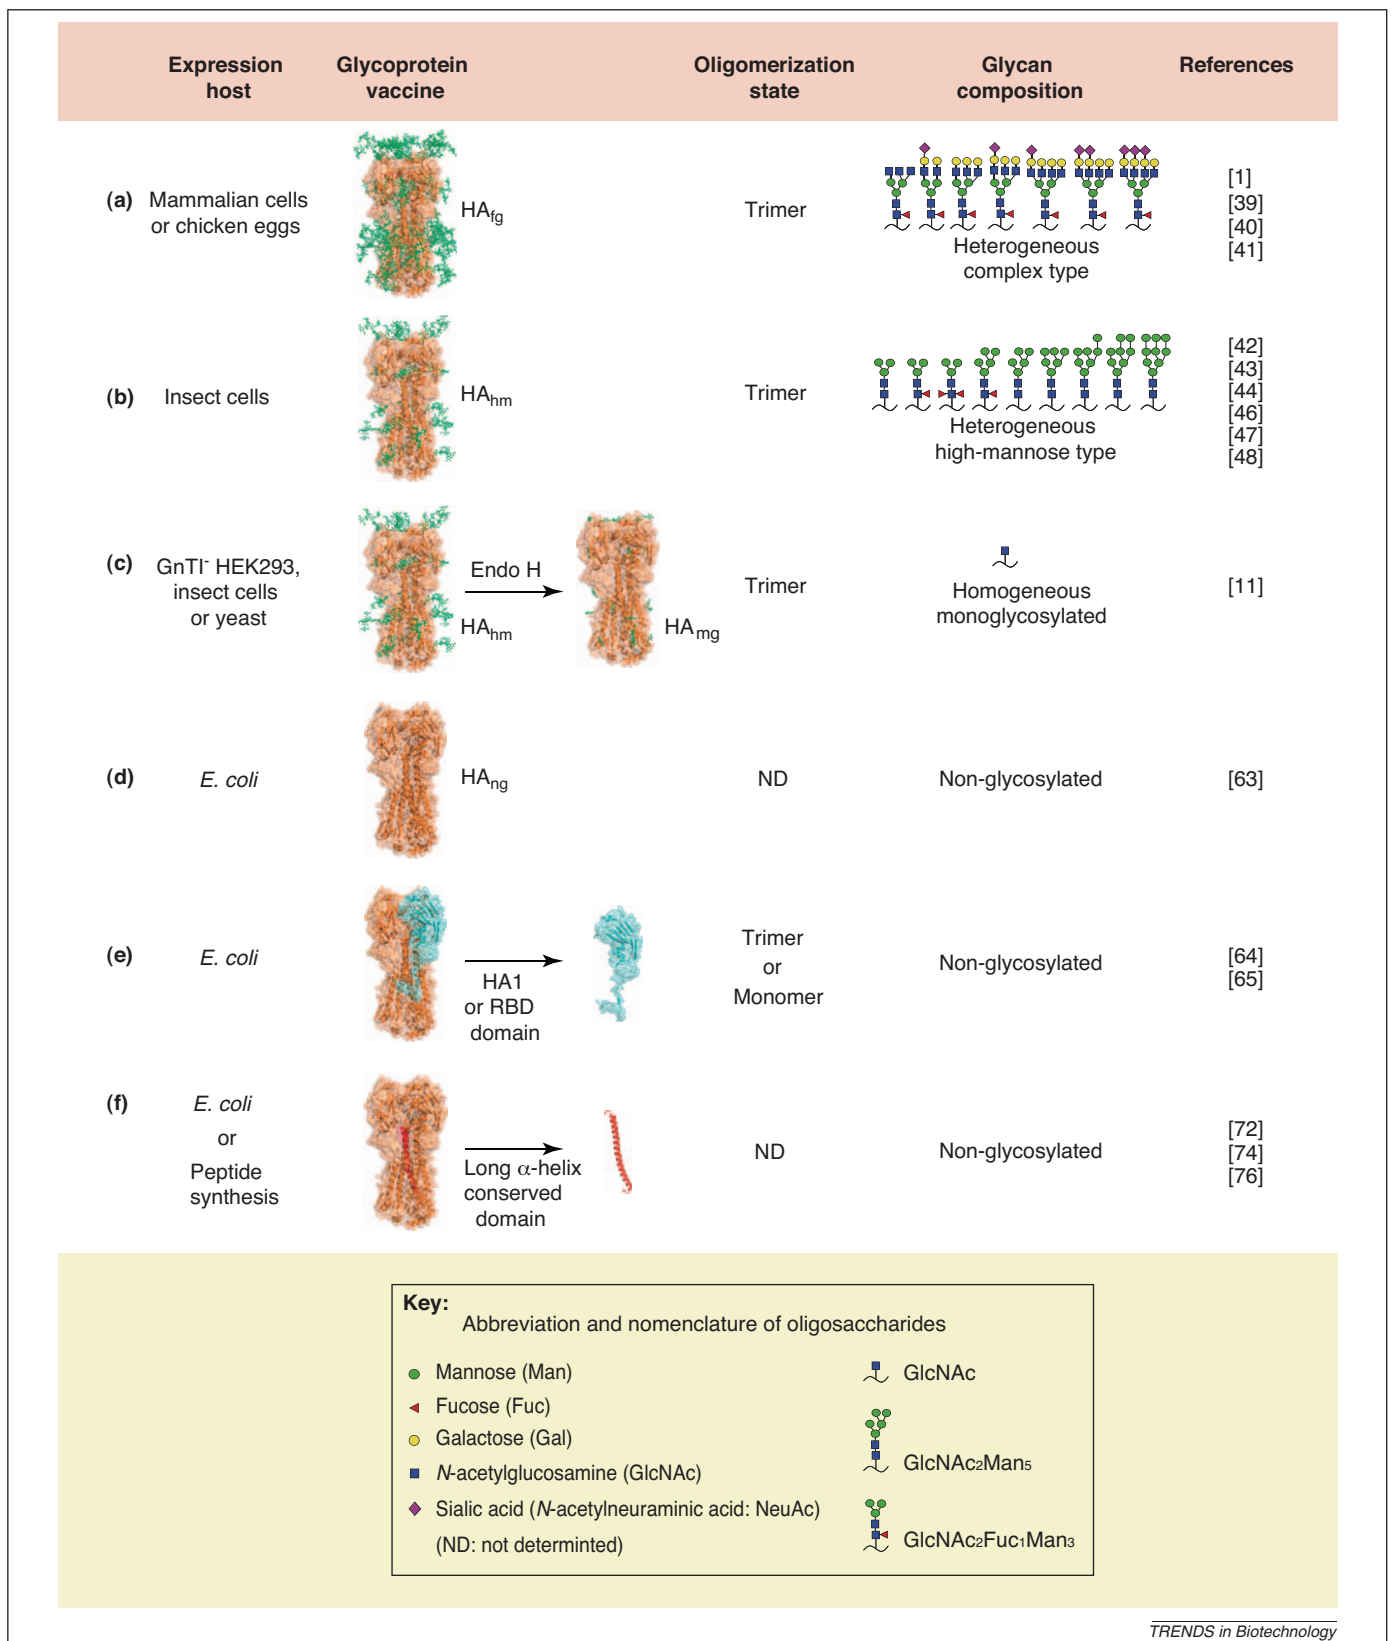 Expression host
Glycoprotein vaccine
Oligomerization state
Glycan composition
References
(a)
Mammalian cells
or chicken eggs
HAfg
Trimer
Heterogeneous
complex type
[1]
[39]
[40]
[41]
(b)
Insect cells
HAhm
Trimer
Heterogeneous
high-mannose type
[42]
[43]
[44]
[46]
[47]
[48]
(c)
GnTI- HEK293,
insect cells
or yeast
HAhm
Endo H
HAmg
Trimer
Homogeneous
monoglycosylated
[11]
(d)
E. coli
HAng
ND
Non-glycosylated
[63]
(e)
E. coli
HA1
or RBD
domain
Trimer
or
Monomer
Non-glycosylated
[64]
[65]
(f)
E. coli
or
Peptide
synthesis
Long α-helix
conserved
domain
ND
Non-glycosylated
[72]
[74]
[76]
Key:
Abbreviation and nomenclature of oligosaccharides
Mannose (Man)
Fucose (Fuc)
Galactose (Gal)
N-acetylglucosamine (GlcNAc)
Sialic acid (N-acetylneuraminic acid: NeuAc)
(ND: not determinted)
GlcNAc
GlcNAc2Man5
GlcNAc2Fuc1Man3
TRENDS in Biotechnology